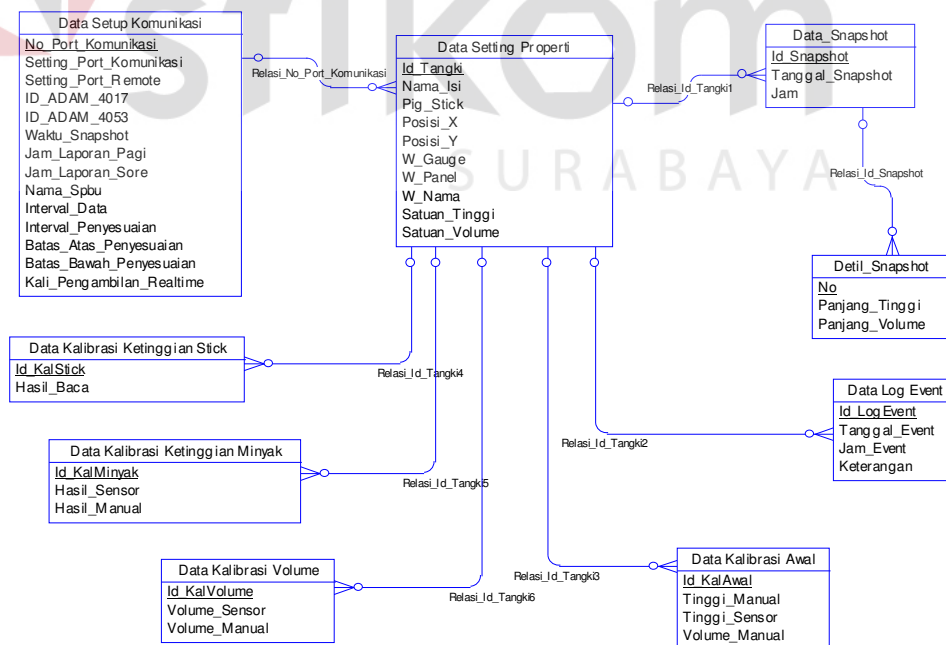 stikom
SURABAYA
Data Setup Komunikasi
No_Port_Komunikasi
Setting_Port_Komunikasi
Setting_Port_Remote
ID_ADAM_4017
ID_ADAM_4053
Waktu_Snapshot
Jam_Laporan_Pagi
Jam_Laporan_Sore
Nama_Spbu
Interval_Data
Interval_Penyesuaian
Batas_Atas_Penyesuaian
Batas_Bawah_Penyesuaian
Kali_Pengambilan_Realtime
Relasi_No_Port_Komunikasi
Data Setting Properti
Id_Tangki
Nama_Isi
Pig_Stick
Posisi_X
Posisi_Y
W_Gauge
W_Panel
W_Nama
Satuan_Tinggi
Satuan_Volume
Relasi_Id_Tangki1
Data_Snapshot
Id_Snapshot
Tanggal_Snapshot
Jam
Relasi_Id_Snapshot
Detil_Snapshot
No
Panjang_Tinggi
Panjang_Volume
Data Kalibrasi Ketinggian Stick
Id_KalStick
Hasil_Baca
Relasi_Id_Tangki4
Data Log Event
Id_LogEvent
Tanggal_Event
Jam_Event
Keterangan
Relasi_Id_Tangki2
Data Kalibrasi Ketinggian Minyak
Id_KalMinyak
Hasil_Sensor
Hasil_Manual
Relasi_Id_Tangki5
Data Kalibrasi Volume
Id_KalVolume
Volume_Sensor
Volume_Manual
Relasi_Id_Tangki6
Relasi_Id_Tangki3
Data Kalibrasi Awal
Id_KalAwal
Tinggi_Manual
Tinggi_Sensor
Volume_Manual